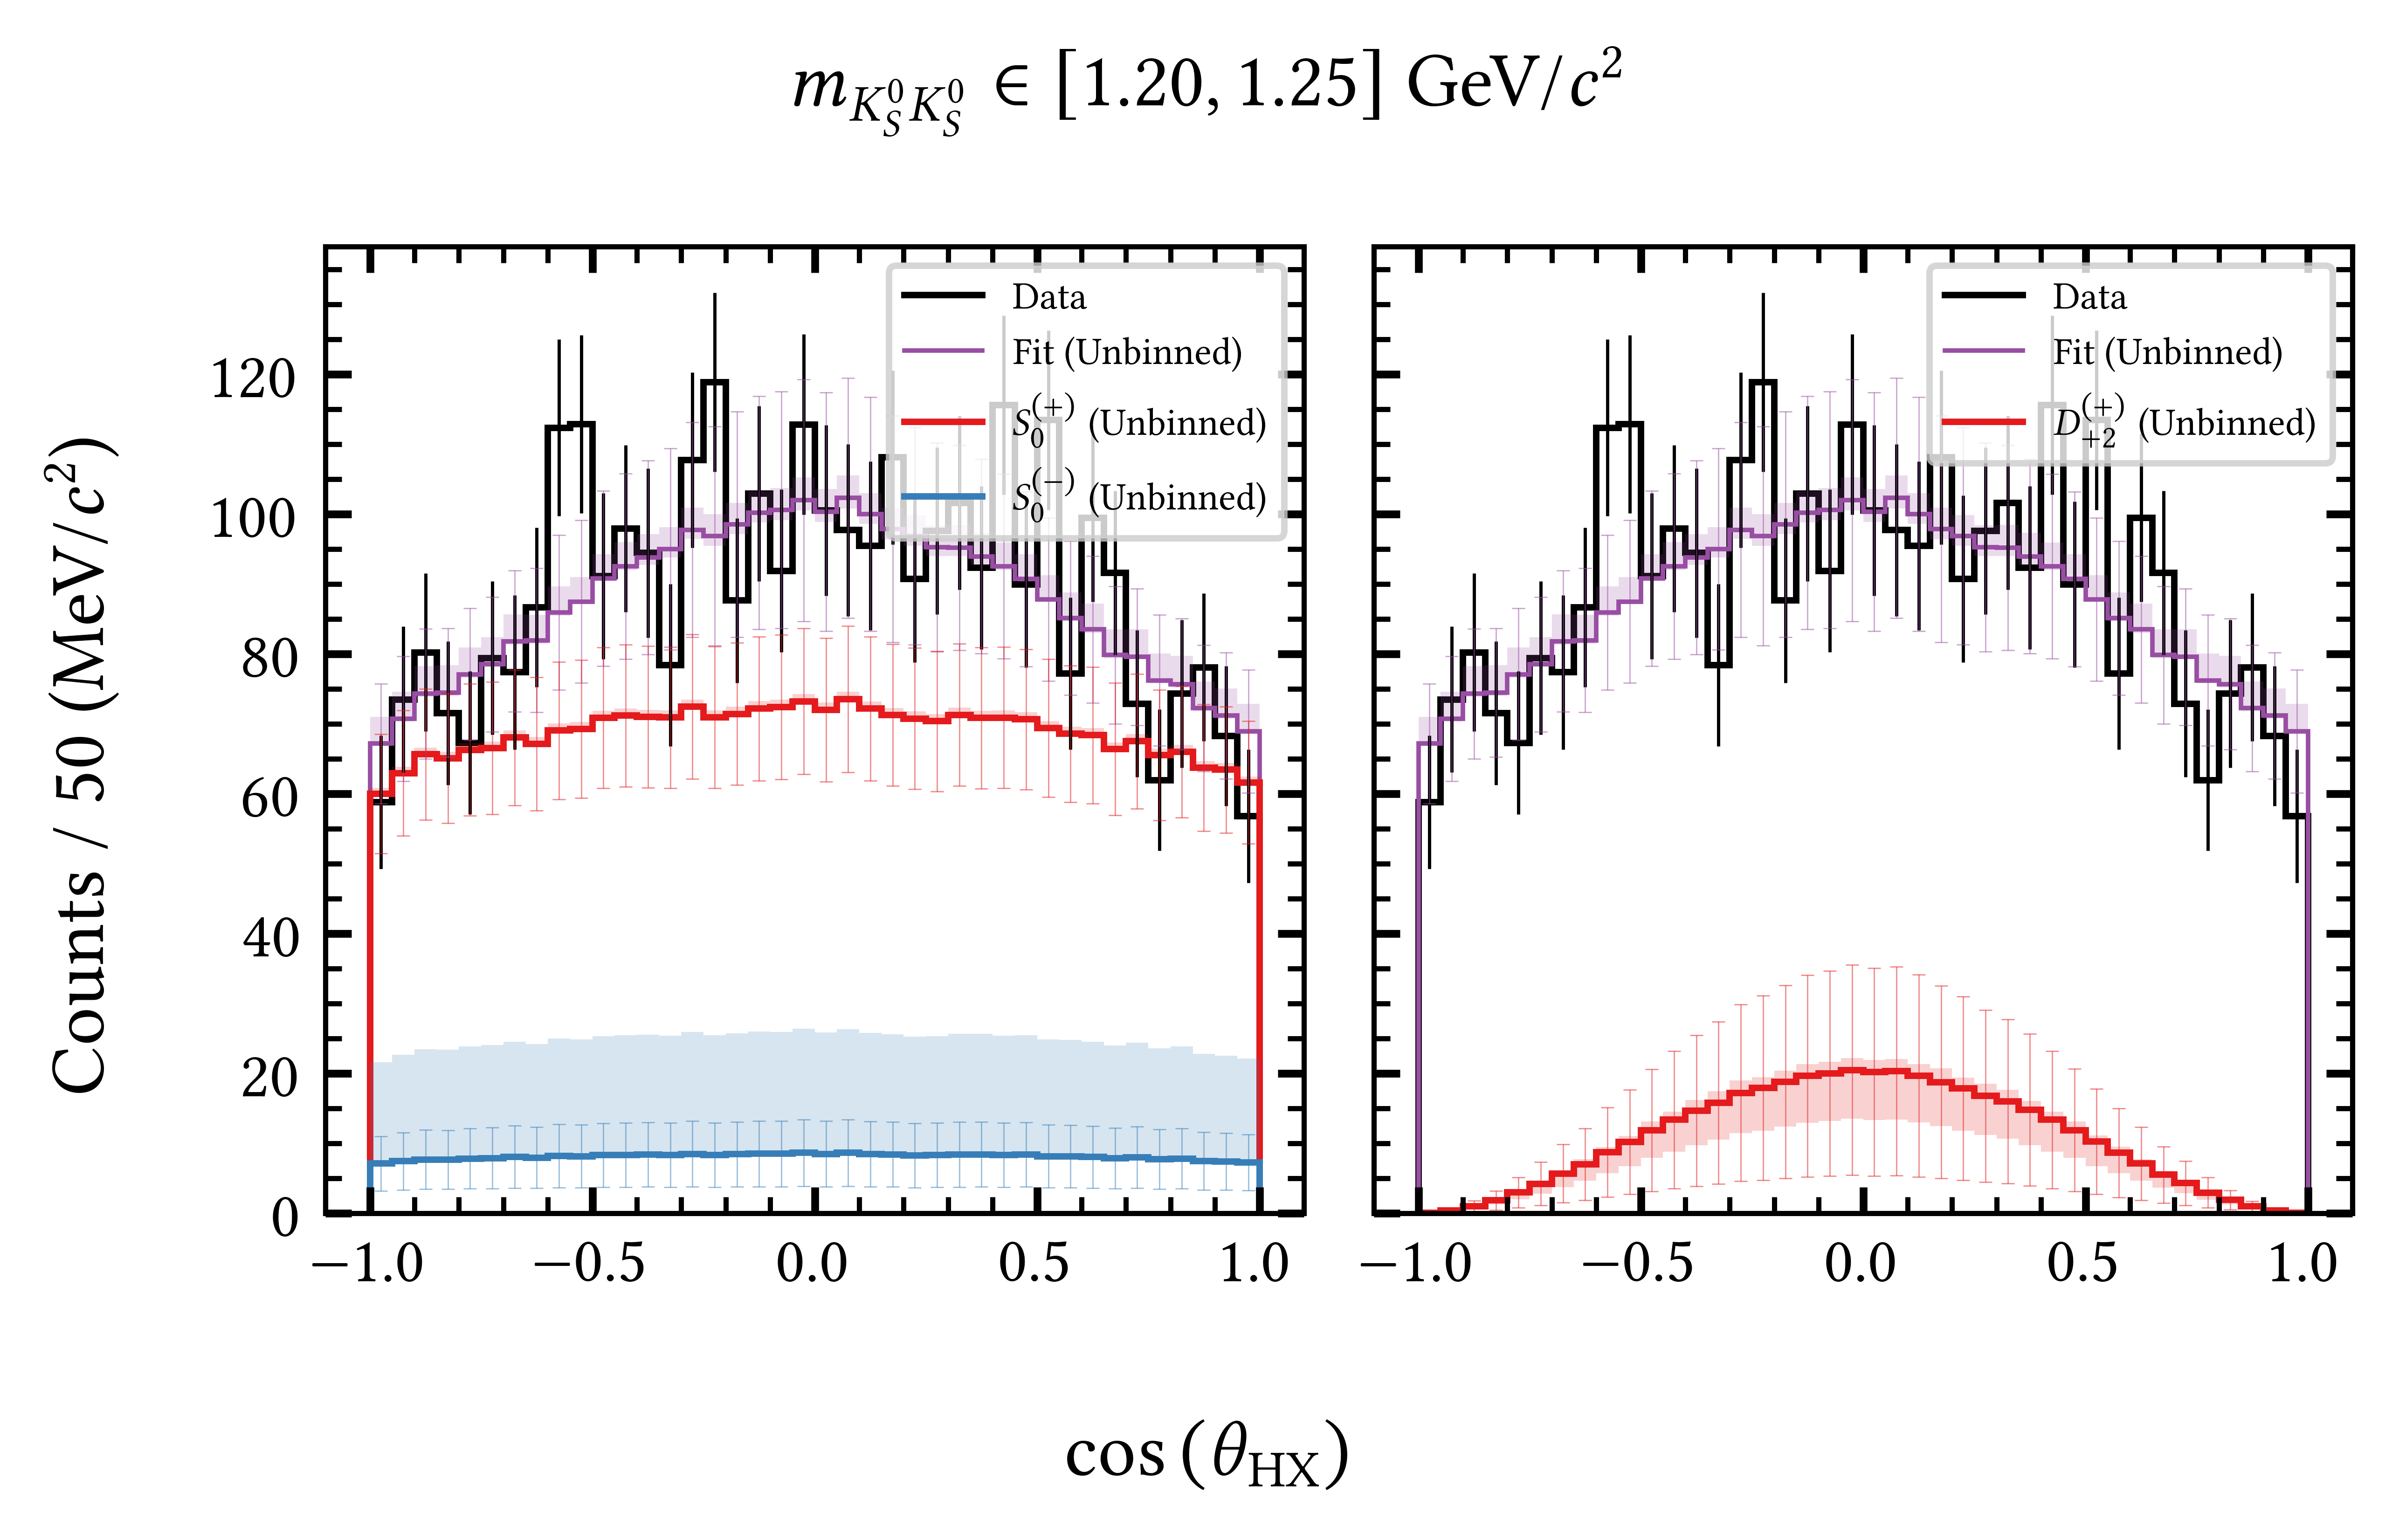 m_{K_S^0 K_S^0} ∈ [1.20, 1.25] GeV/c²
Counts / 50 (MeV/c²)
120
100
80
60
40
20
0
Data
Fit (Unbinned)
S_0^{(+)} (Unbinned)
S_0^{(−)} (Unbinned)
−1.0 −0.5 0.0 0.5 1.0
Data
Fit (Unbinned)
D_{+2}^{(+)} (Unbinned)
−1.0 −0.5 0.0 0.5 1.0
cos (θ_{HX})